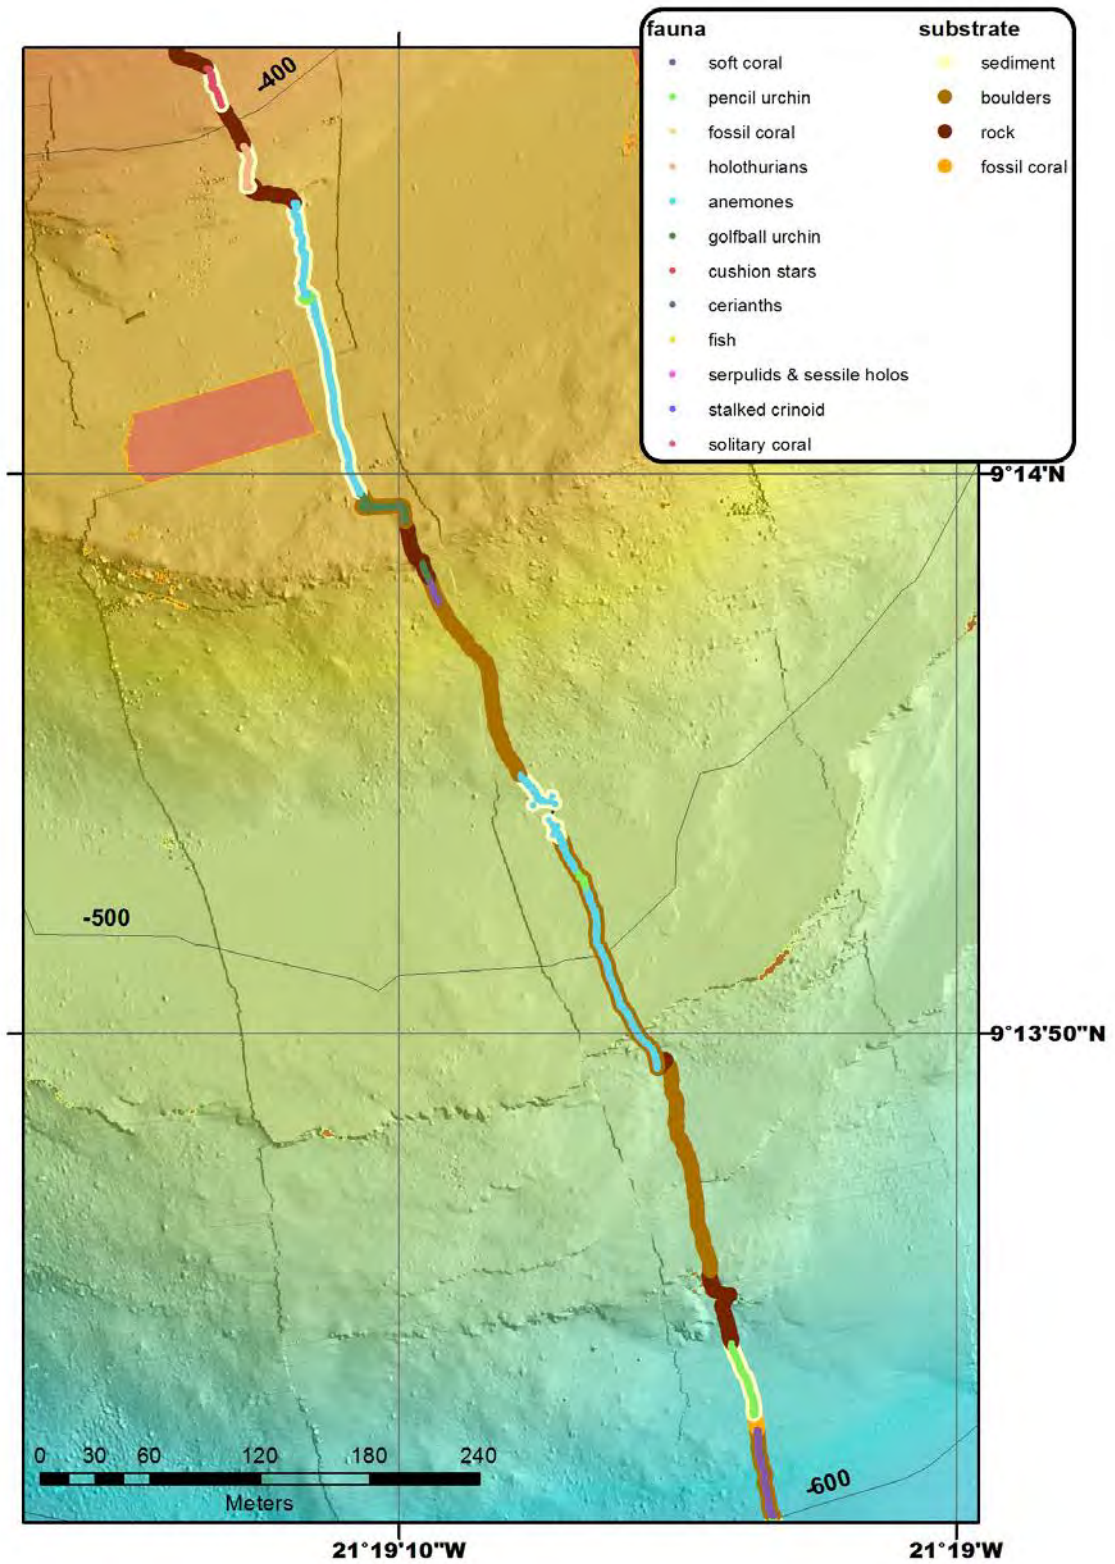 fauna
substrate
soft coral
sediment
pencil urchin
boulders
fossil coral
rock
holothurians
fossil coral
anemones
golfball urchin
cushion stars
cerianths
fish
serpulids & sessile holos
stalked crinoid
solitary coral
-400
9°14'N
-500
9°13'50"N
0 30 60 120 180 240
Meters
-600
21°19'10"W
21°19'W